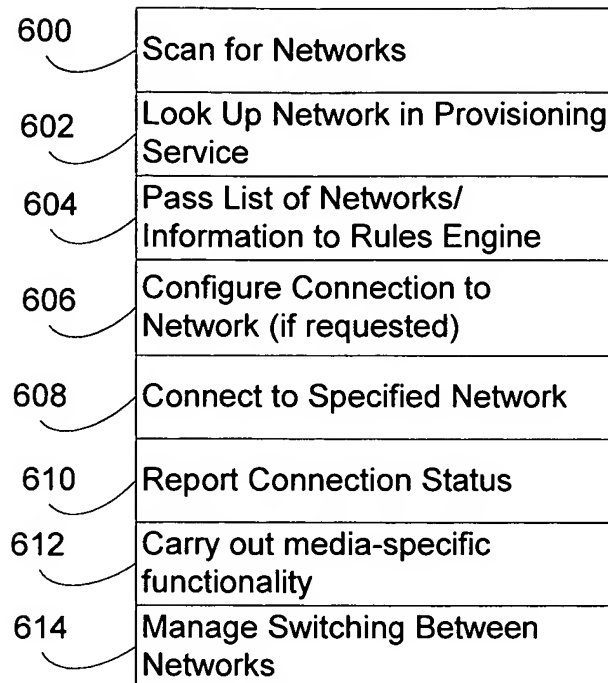 600
Scan for Networks
602
Look Up Network in Provisioning
Service
604
Pass List of Networks/
Information to Rules Engine
606
Configure Connection to
Network (if requested)
608
Connect to Specified Network
610
Report Connection Status
612
Carry out media-specific
functionality
614
Manage Switching Between
Networks